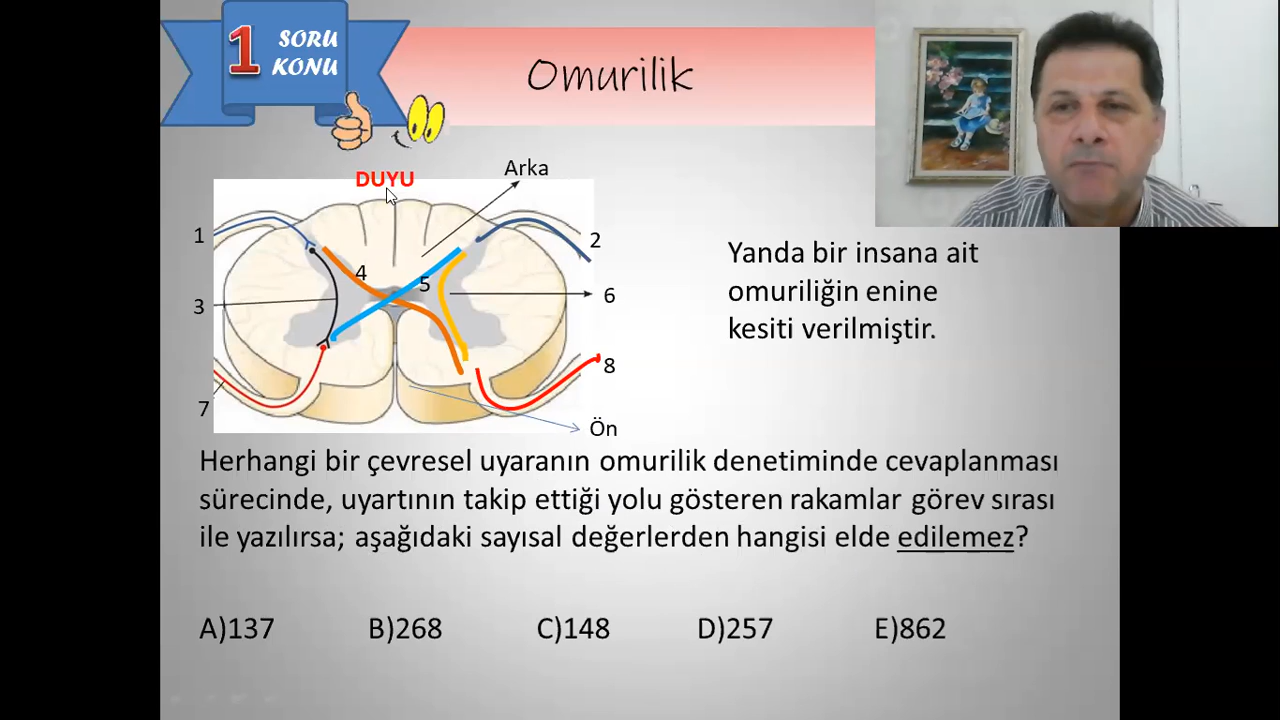 1 SORU
KONU
Omurilik
DUYU
Arka
1
2
4
5
3
6
8
7
Ön
Yanda bir insana ait
omuriliğin enine
kesiti verilmiştir.
Herhangi bir çevresel uyaranın omurilik denetiminde cevaplanması
sürecinde, uyartının takip ettiği yolu gösteren rakamlar görev sırası
ile yazılırsa; aşağıdaki sayısal değerlerden hangisi elde edilemez?
A)137 B)268 C)148 D)257 E)862